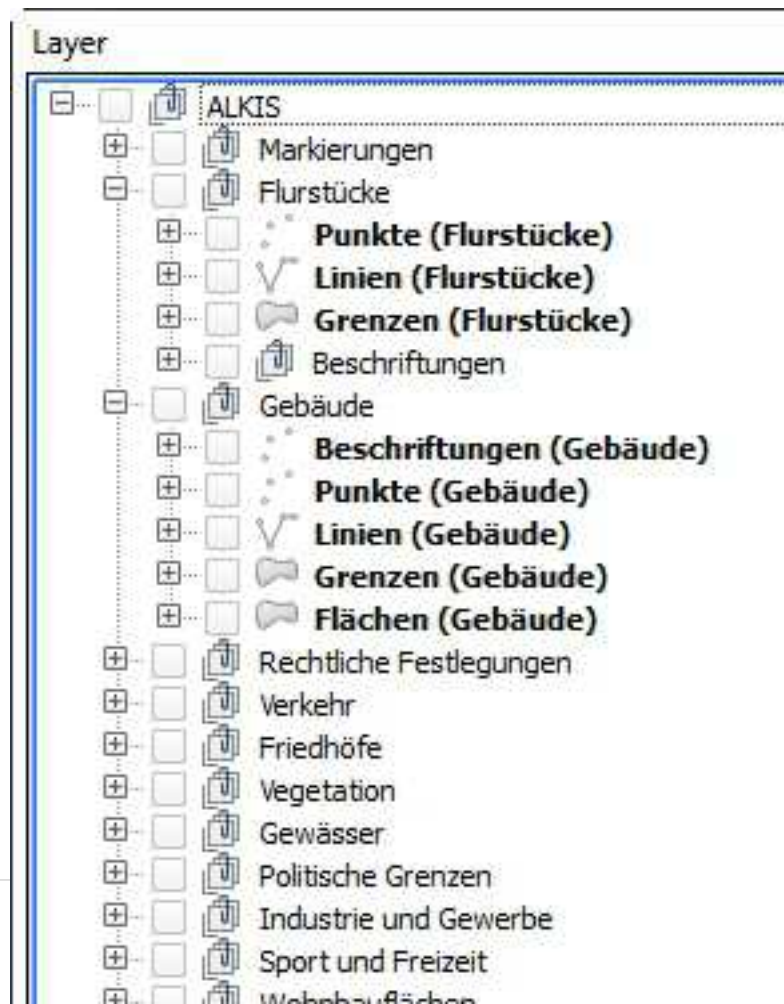 Layer
ALKIS
Markierungen
Flurstücke
Punkte (Flurstücke)
Linien (Flurstücke)
Grenzen (Flurstücke)
Beschriftungen
Gebäude
Beschriftungen (Gebäude)
Punkte (Gebäude)
Linien (Gebäude)
Grenzen (Gebäude)
Flächen (Gebäude)
Rechtliche Festlegungen
Verkehr
Friedhöfe
Vegetation
Gewässer
Politische Grenzen
Industrie und Gewerbe
Sport und Freizeit
Wohnbauflächen